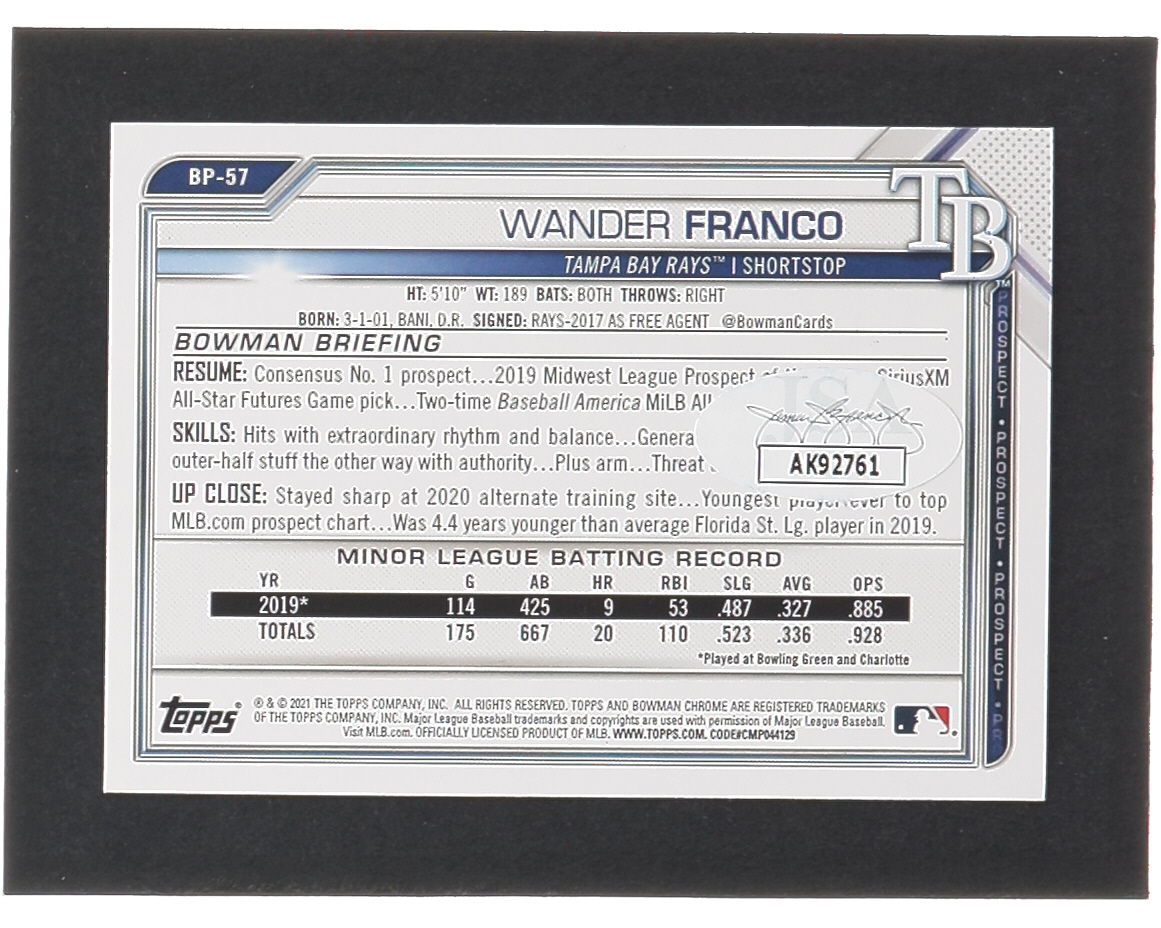 BP-57
WANDER FRANCO
TB
TAMPA BAY RAYS™ | SHORTSTOP
HT: 5'10" WT: 189 BATS: BOTH THROWS: RIGHT
BORN: 3-1-01, BANI, D.R. SIGNED: RAYS-2017 AS FREE AGENT @BowmanCards
BOWMAN BRIEFING
RESUME: Consensus No. 1 prospect...2019 Midwest League Prospect SiriusXM
All-Star Futures Game pick...Two-time Baseball America MiLB
SKILLS: Hits with extraordinary rhythm and balance...
outer-half stuff the other way with authority...Plus arm...Threat
JSA
AK92761
UP CLOSE: Stayed sharp at 2020 alternate training site...Youngest player ever to top
MLB.com prospect chart...Was 4.4 years younger than average Florida St. Lg. player in 2019.
MINOR LEAGUE BATTING RECORD
YR G AB HR RBI SLG AVG OPS
2019* 114 425 9 53 .487 .327 .885
TOTALS 175 667 20 110 .523 .336 .928
*Played at Bowling Green and Charlotte
TM
PROSPECT • PROSPECT • PROSPECT • PR
topps® ® & © 2021 THE TOPPS COMPANY, INC. ALL RIGHTS RESERVED. TOPPS AND BOWMAN CHROME ARE REGISTERED TRADEMARKS
OF THE TOPPS COMPANY, INC. Major League Baseball trademarks and copyrights are used with permission of Major League Baseball.
Visit MLB.com. OFFICIALLY LICENSED PRODUCT OF MLB. WWW.TOPPS.COM. CODE#CMP044129